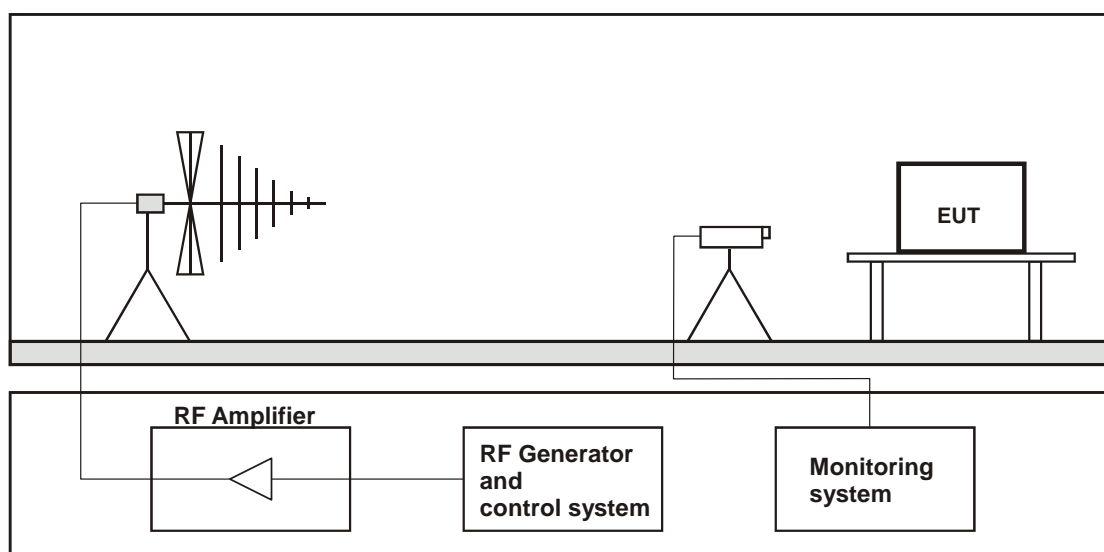 EUT
RF Amplifier
RF Generator
and
control system
Monitoring
system